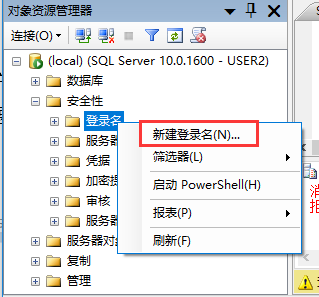 对象资源管理器
连接(O)
(local) (SQL Server 10.0.1600 - USER2)
数据库
安全性
登录名
新建登录名(N)...
服务器
筛选器(L)
凭据
加密提
启动 PowerShell(H)
审核
报表(P)
服务器
服务器对象
刷新(F)
复制
管理
消